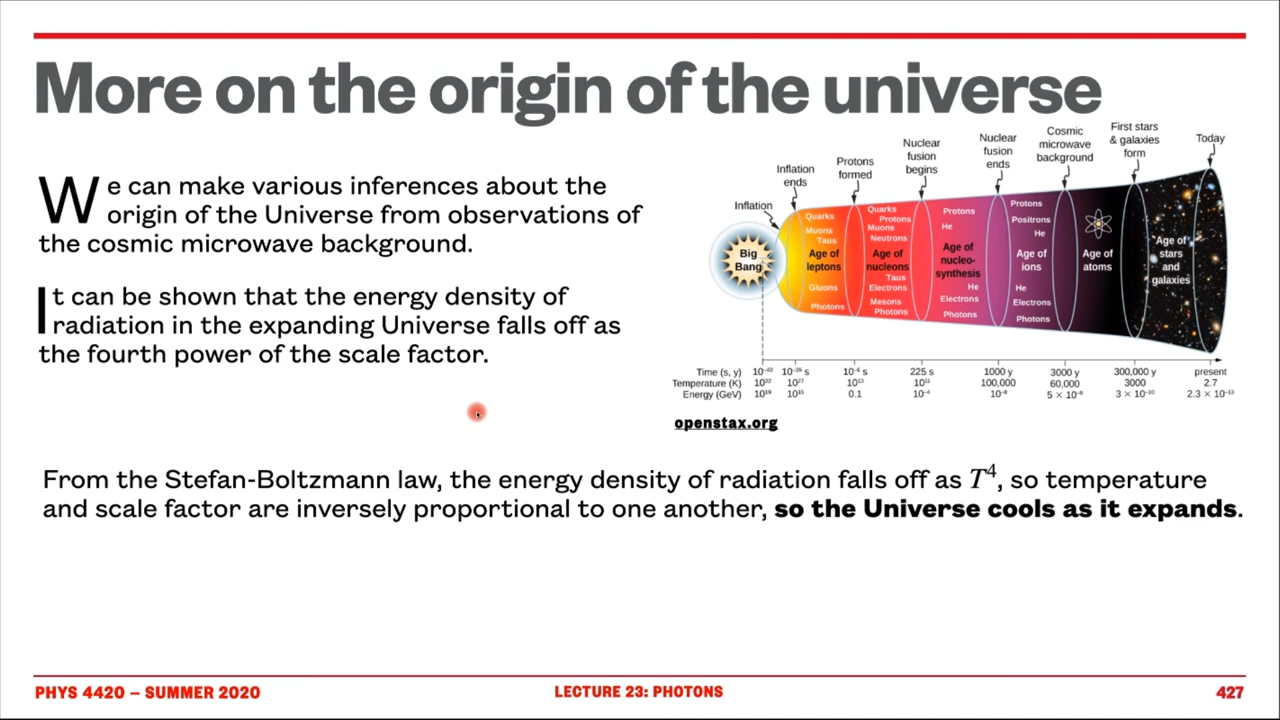 More on the origin of the universe
We can make various inferences about the
origin of the Universe from observations of
the cosmic microwave background.
It can be shown that the energy density of
radiation in the expanding Universe falls off as
the fourth power of the scale factor.
Inflation
Inflation
ends
Protons
formed
Nuclear
fusion
begins
Nuclear
fusion
ends
Cosmic
microwave
background
First stars
& galaxies
form
Today
Big
Bang
Quarks
Muons
Taus
Age of
leptons
Gluons
Photons
Quarks
Protons
Muons
Neutrons
Age of
nucleons
Taus
Electrons
Mesons
Photons
Protons
He
Age of
nucleo-
synthesis
He
Electrons
Photons
Protons
Positrons
He
Age of
ions
He
Electrons
Photons
Age of
atoms
Age of
stars
and
galaxies
Time (s, y) 10⁻⁴³ 10⁻³⁵ s 10⁻⁶ s 225 s 1000 y 3000 y 300,000 y present
Temperature (K) 10³² 10²⁷ 10¹³ 10¹¹ 100,000 60,000 3000 2.7
Energy (GeV) 10¹⁹ 10¹⁵ 0.1 10⁻⁴ 10⁻⁸ 5 × 10⁻⁹ 3 × 10⁻¹⁰ 2.3 × 10⁻¹³
openstax.org
From the Stefan-Boltzmann law, the energy density of radiation falls off as T⁴, so temperature
and scale factor are inversely proportional to one another, so the Universe cools as it expands.
PHYS 4420 – SUMMER 2020
LECTURE 23: PHOTONS
427